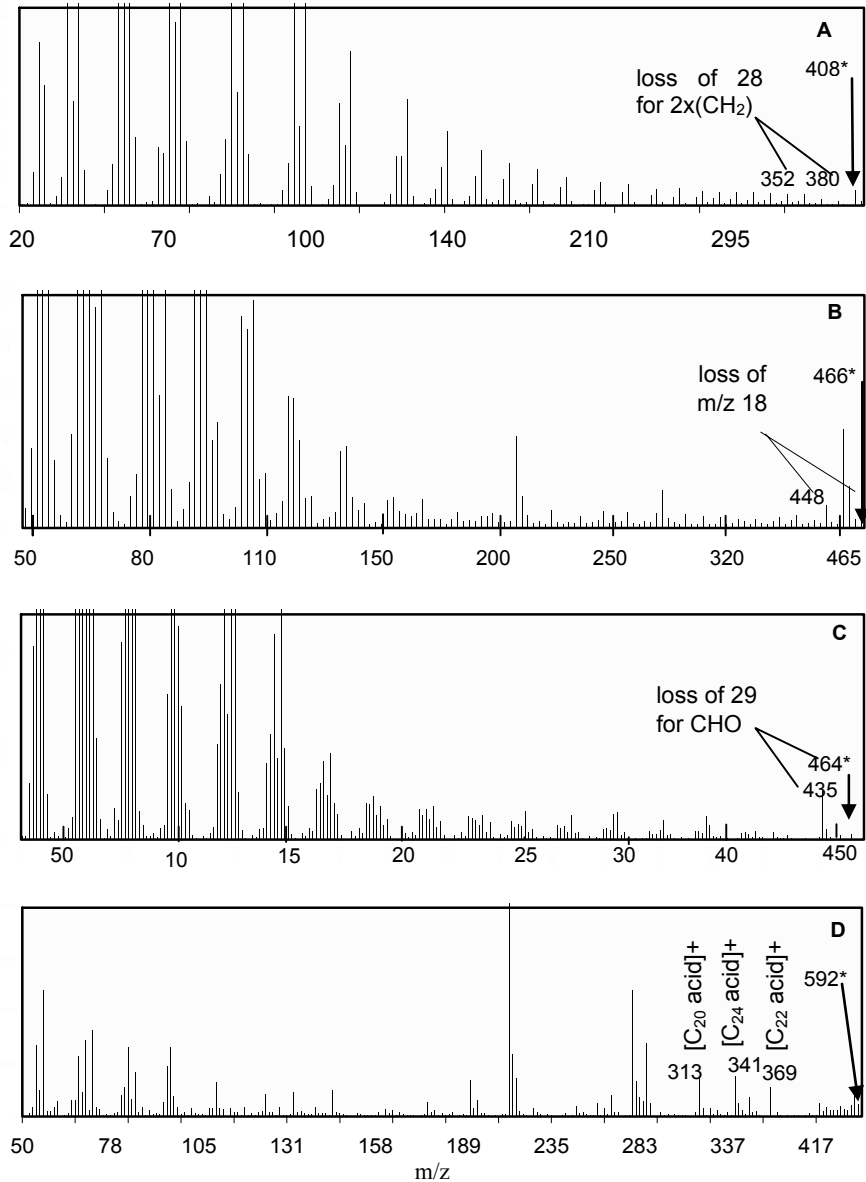 A
loss of 28
for 2x(CH₂)
408*
352 380
20 70 100 140 210 295
B
loss of
m/z 18
466*
448
50 80 110 150 200 250 320 465
C
loss of 29
for CHO
464*
435
50 10 15 20 25 30 40 450
D
[C₂₀ acid]+
[C₂₄ acid]+
[C₂₂ acid]+
592*
313 341 369
50 78 105 131 158 189 235 283 337 417
m/z